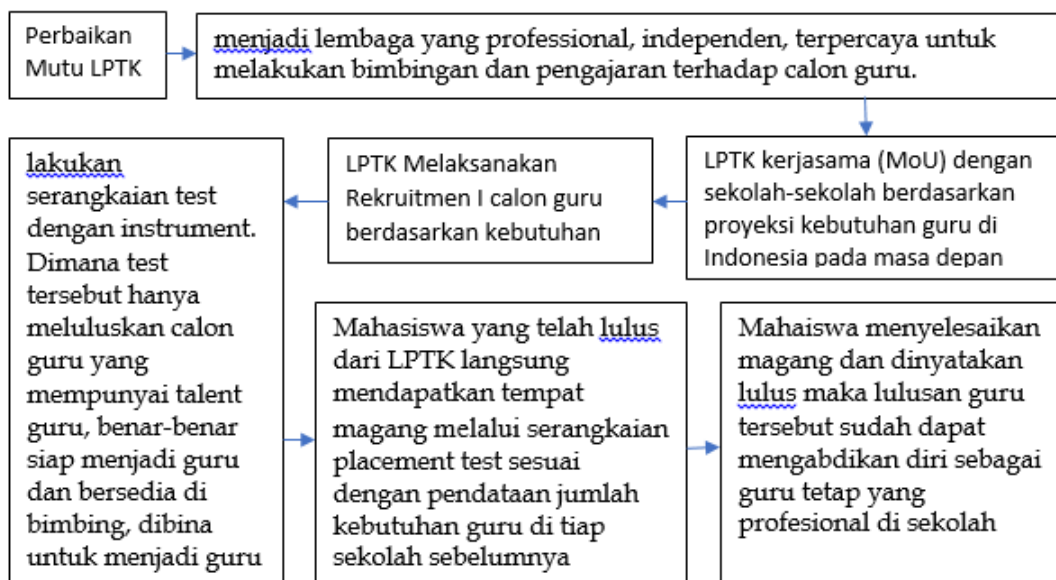 Perbaikan
Mutu LPTK
menjadi lembaga yang professional, independen, terpercaya untuk
melakukan bimbingan dan pengajaran terhadap calon guru.
LPTK kerjasama (MoU) dengan
sekolah-sekolah berdasarkan
proyeksi kebutuhan guru di
Indonesia pada masa depan
LPTK Melaksanakan
Rekruitmen I calon guru
berdasarkan kebutuhan
lakukan
serangkaian test
dengan instrument.
Dimana test
tersebut hanya
meluluskan calon
guru yang
mempunyai talent
guru, benar-benar
siap menjadi guru
dan bersedia di
bimbing, dibina
untuk menjadi guru
Mahasiswa yang telah lulus
dari LPTK langsung
mendapatkan tempat
magang melalui serangkaian
placement test sesuai
dengan pendataan jumlah
kebutuhan guru di tiap
sekolah sebelumnya
Mahaiswa menyelesaikan
magang dan dinyatakan
lulus maka lulusan guru
tersebut sudah dapat
mengabdikan diri sebagai
guru tetap yang
profesional di sekolah